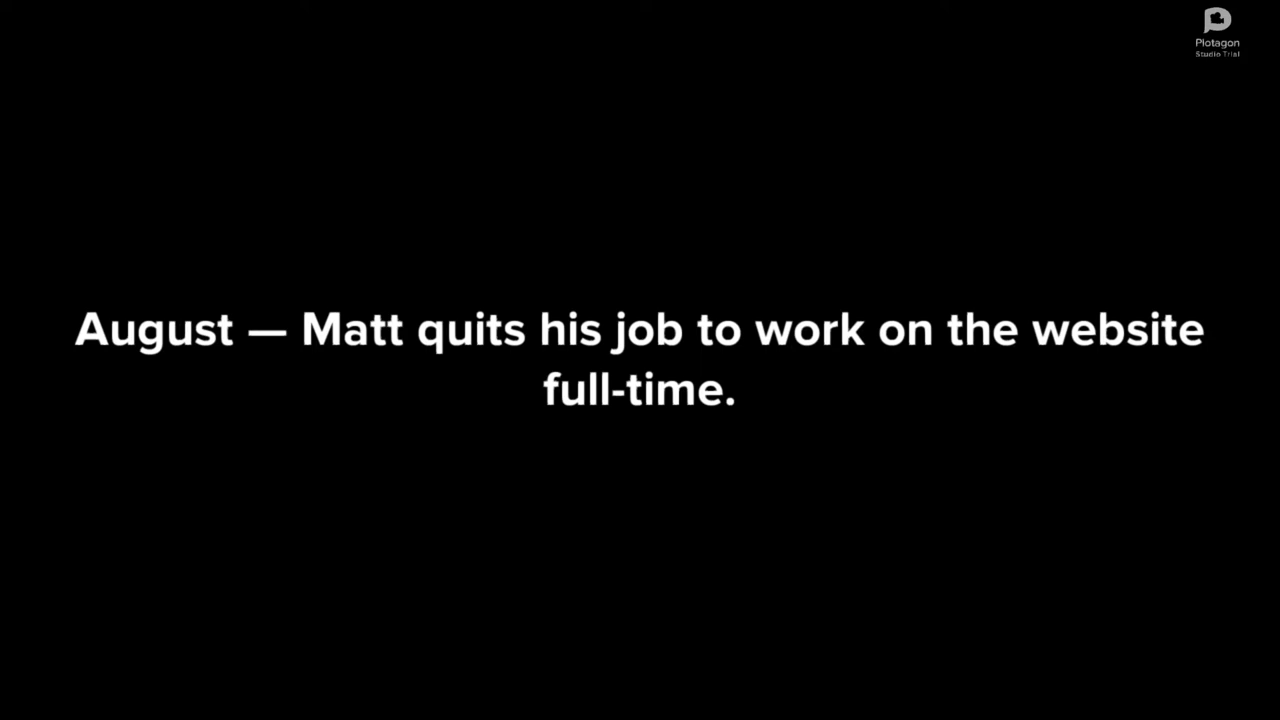 Plotagon
Studio Trial
August — Matt quits his job to work on the website
full-time.